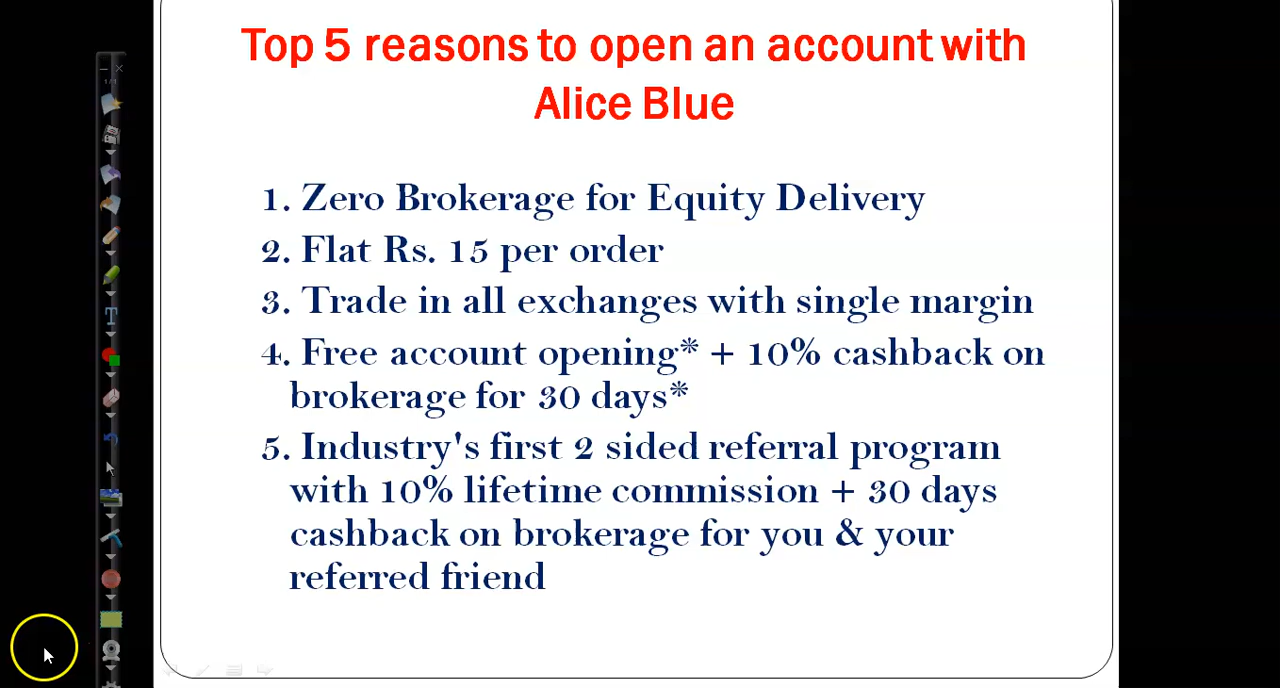 Top 5 reasons to open an account with
Alice Blue
1. Zero Brokerage for Equity Delivery
2. Flat Rs. 15 per order
3. Trade in all exchanges with single margin
4. Free account opening* + 10% cashback on
brokerage for 30 days*
5. Industry's first 2 sided referral program
with 10% lifetime commission + 30 days
cashback on brokerage for you & your
referred friend
1/1
T